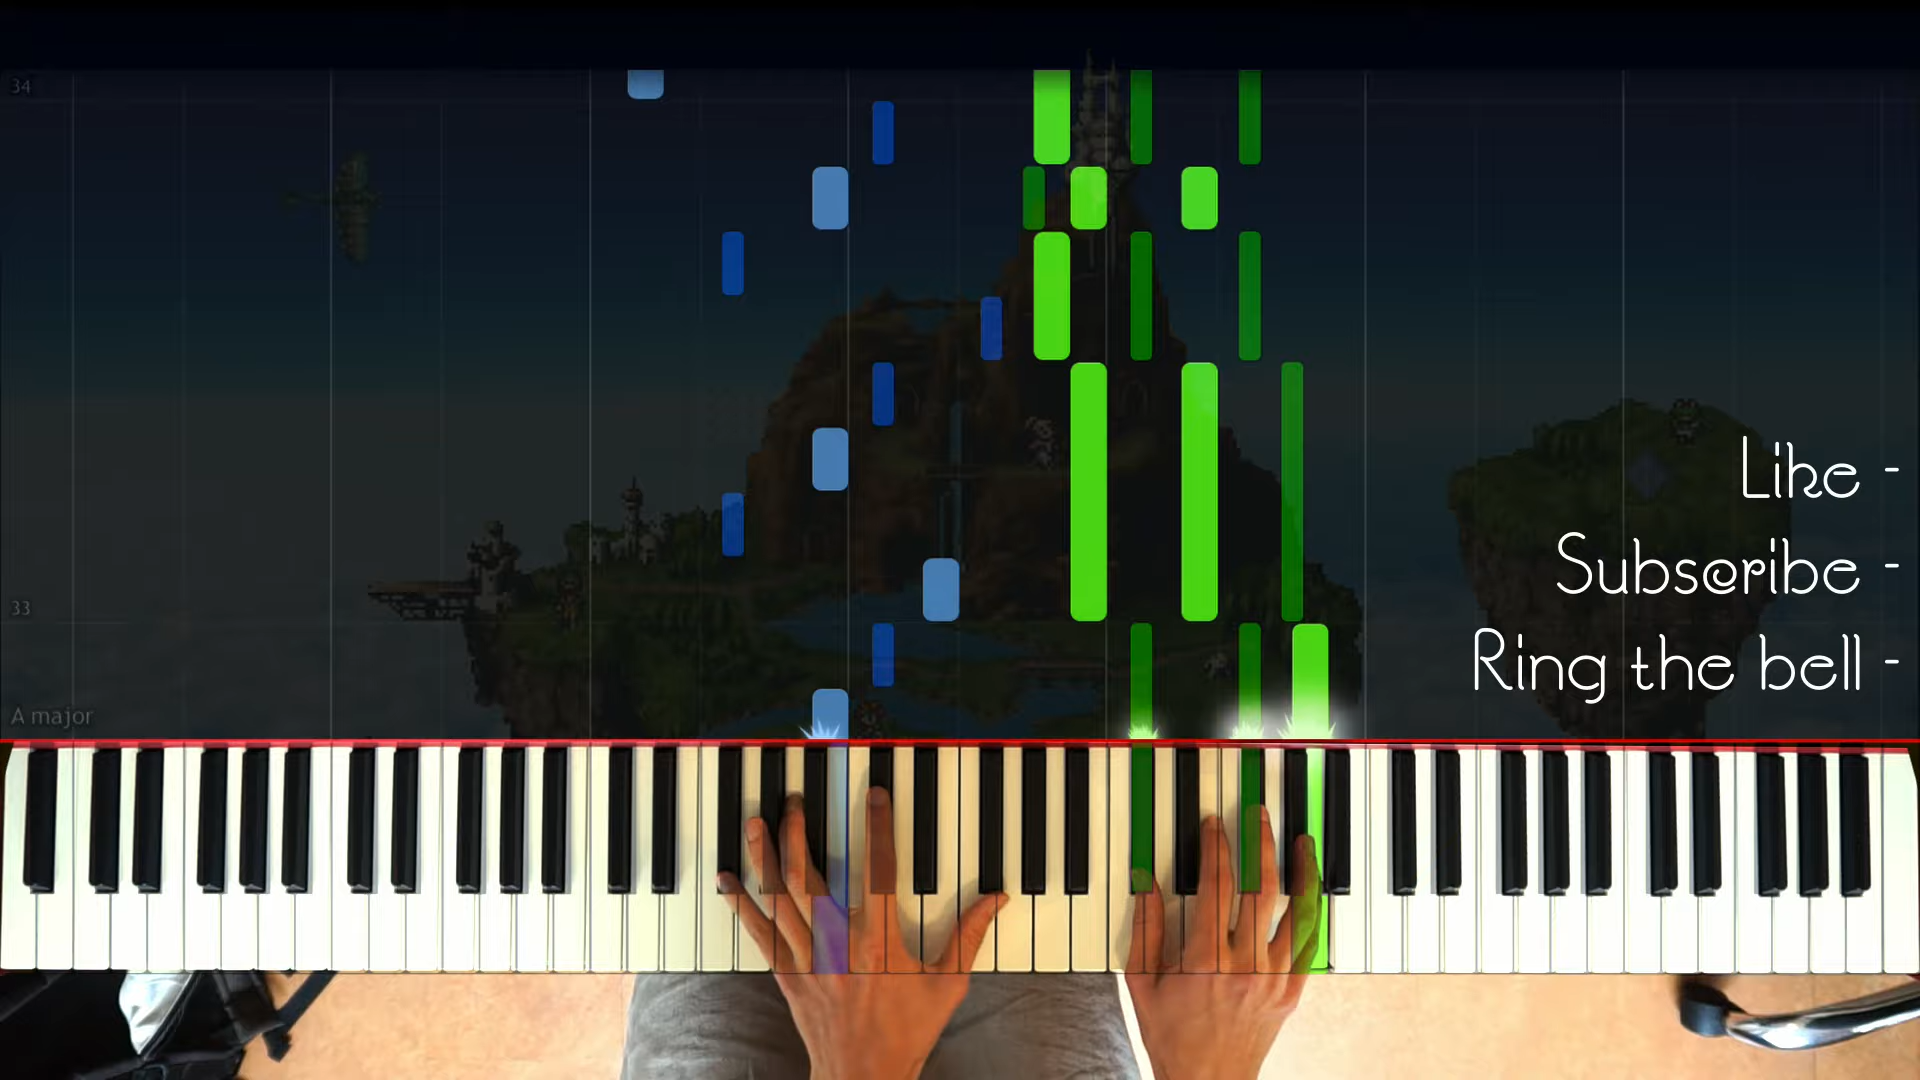 34
Like -
Subscribe -
33
Ring the bell -
A major